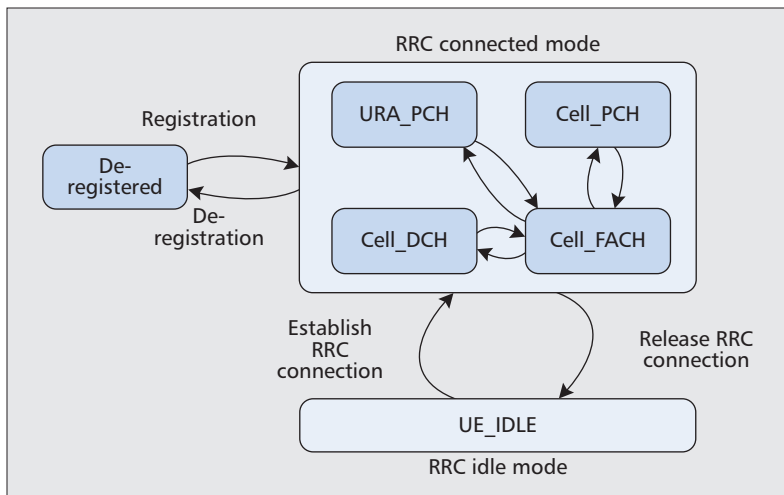 RRC connected mode
URA_PCH
Cell_PCH
Registration
De-
registered
De-
registration
Cell_DCH
Cell_FACH
Establish
RRC
connection
Release RRC
connection
UE_IDLE
RRC idle mode